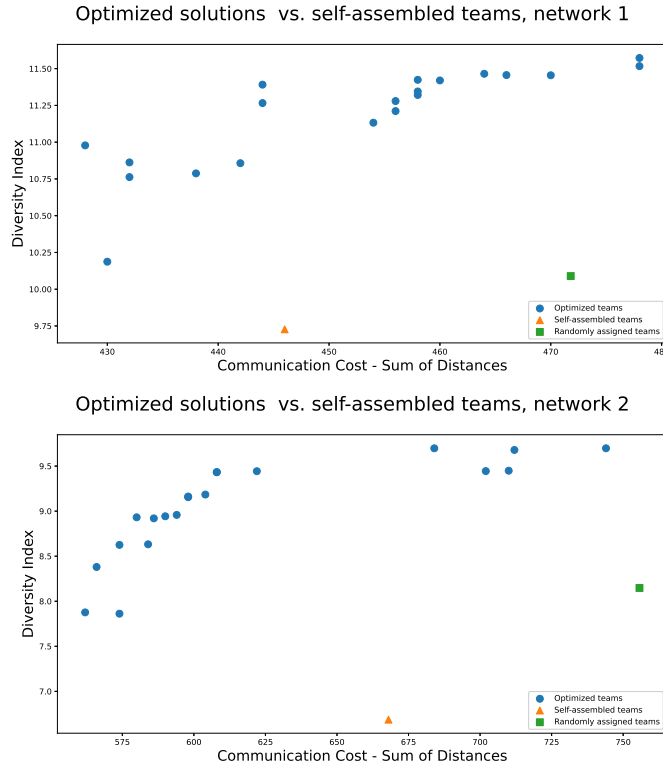 Optimized solutions  vs. self-assembled teams, network 1
Diversity Index
11.50
11.25
11.00
10.75
10.50
10.25
10.00
9.75
Optimized teams
Self-assembled teams
Randomly assigned teams
430 440 450 460 470 480
Communication Cost - Sum of Distances
Optimized solutions  vs. self-assembled teams, network 2
Diversity Index
9.5
9.0
8.5
8.0
7.5
7.0
Optimized teams
Self-assembled teams
Randomly assigned teams
575 600 625 650 675 700 725 750
Communication Cost - Sum of Distances